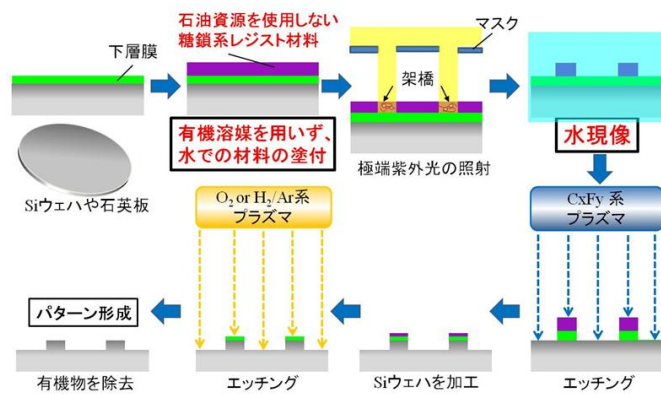 下層膜
Siウェハや石英板
石油資源を使用しない
糖鎖系レジスト材料
有機溶媒を用いず、
水での材料の塗付
マスク
架橋
極端紫外光の照射
水現像
CxFy 系
プラズマ
エッチング
Siウェハを加工
O₂ or H₂/Ar系
プラズマ
エッチング
パターン形成
有機物を除去